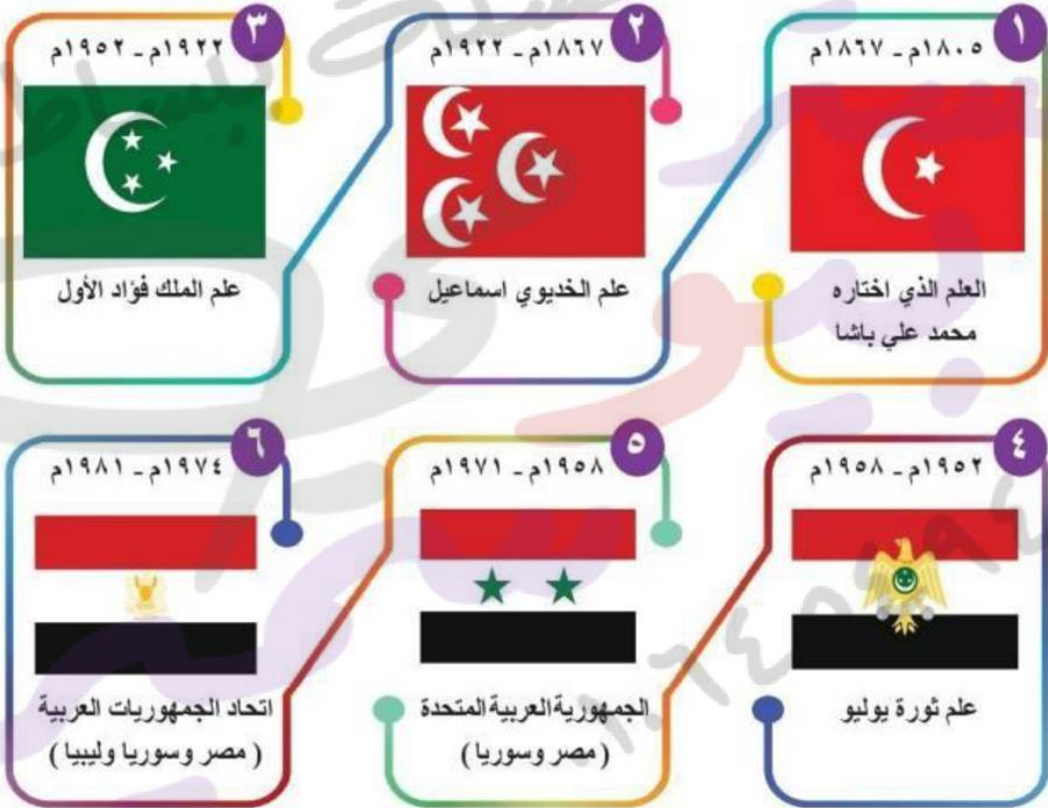 ١
١٨٠٥م - ١٨٦٧م
العلم الذي اختاره
محمد علي باشا
٢
١٨٦٧م - ١٩٢٢م
علم الخديوي اسماعيل
٣
١٩٢٢م - ١٩٥٢م
علم الملك فؤاد الأول
٤
١٩٥٢م - ١٩٥٨م
علم ثورة يوليو
٥
١٩٥٨م - ١٩٧١م
الجمهورية العربية المتحدة
( مصر وسوريا )
٦
١٩٧٤م - ١٩٨١م
اتحاد الجمهوريات العربية
( مصر وسوريا وليبيا )